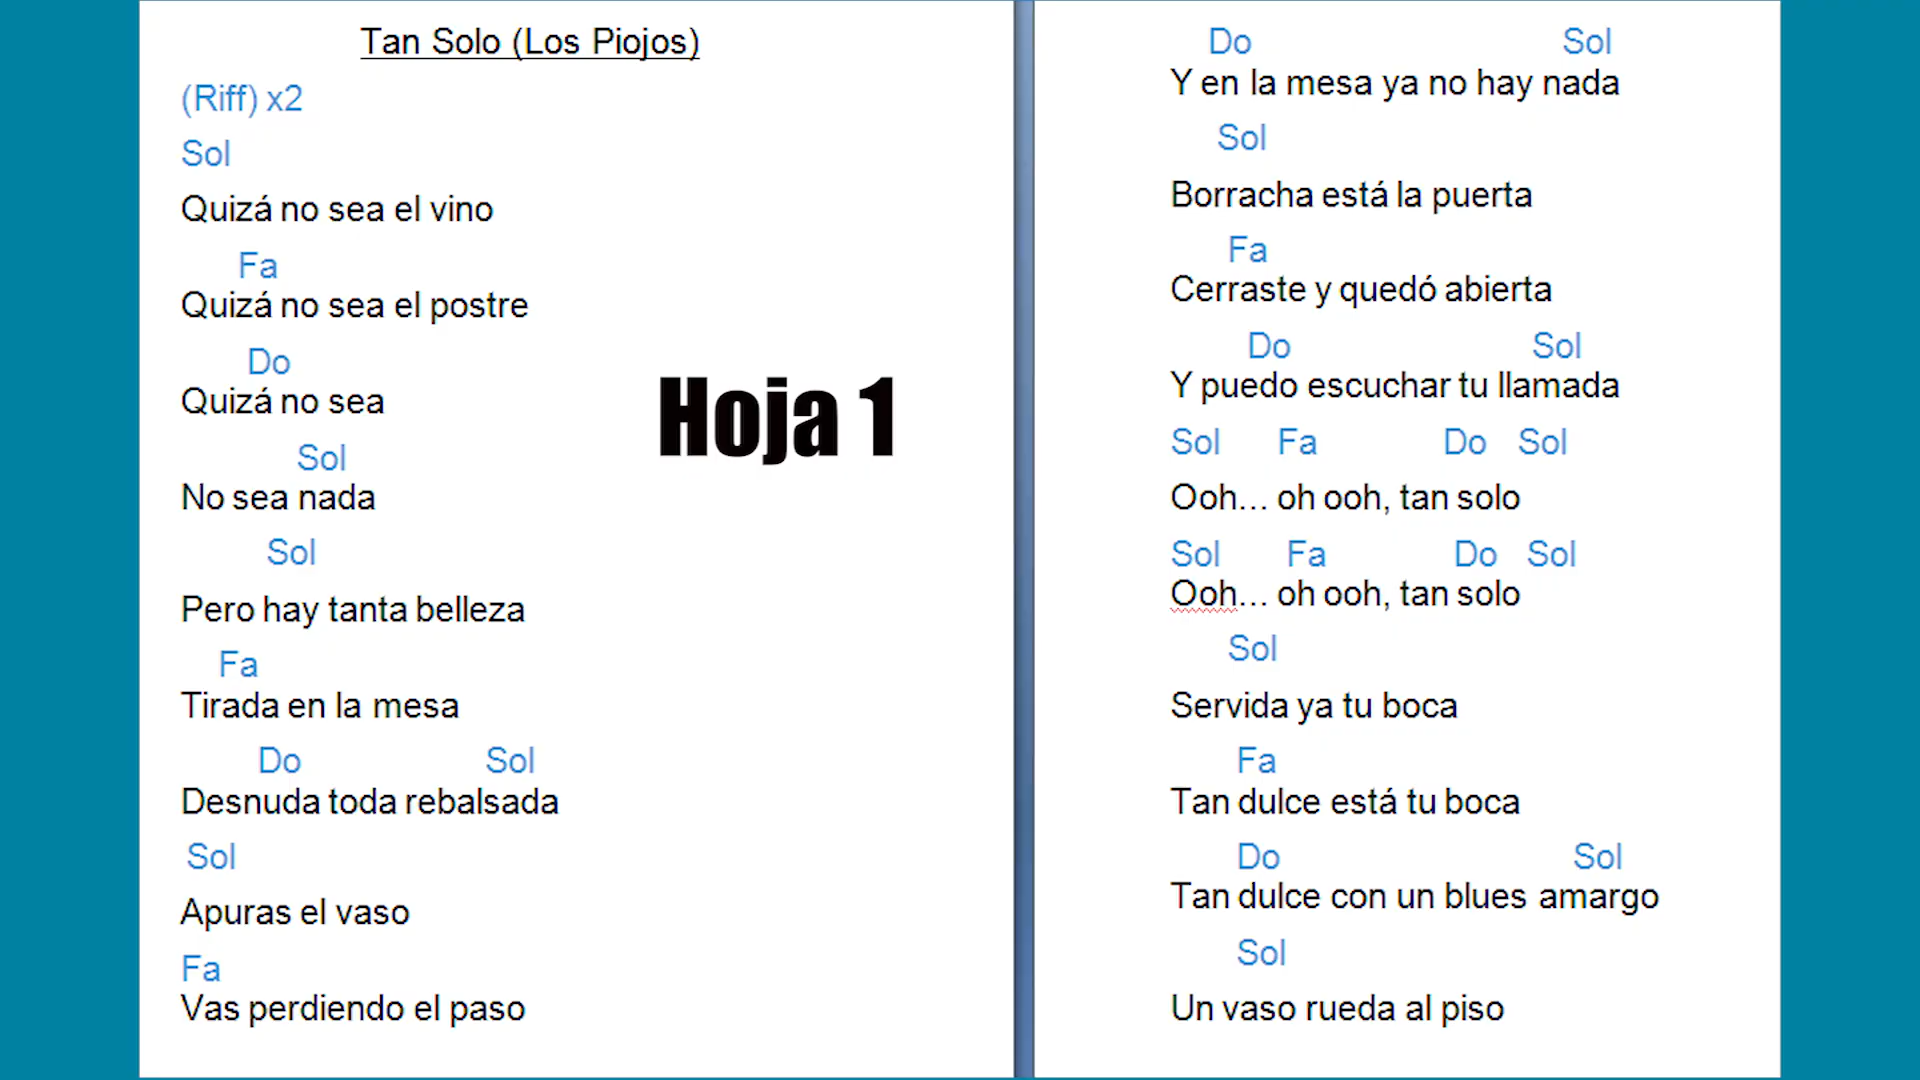 Tan Solo (Los Piojos)
(Riff) x2
Sol
Quizá no sea el vino
Fa
Quizá no sea el postre
Do
Quizá no sea
Sol
No sea nada
Sol
Pero hay tanta belleza
Fa
Tirada en la mesa
Do Sol
Desnuda toda rebalsada
Sol
Apuras el vaso
Fa
Vas perdiendo el paso
Hoja 1
Do Sol
Y en la mesa ya no hay nada
Sol
Borracha está la puerta
Fa
Cerraste y quedó abierta
Do Sol
Y puedo escuchar tu llamada
Sol Fa Do Sol
Ooh... oh ooh, tan solo
Sol Fa Do Sol
Ooh... oh ooh, tan solo
Sol
Servida ya tu boca
Fa
Tan dulce está tu boca
Do Sol
Tan dulce con un blues amargo
Sol
Un vaso rueda al piso